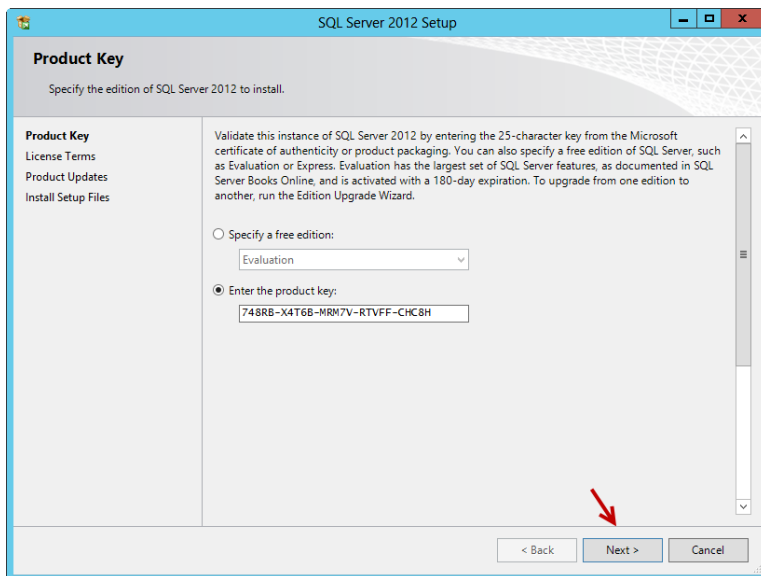 SQL Server 2012 Setup
Product Key
Specify the edition of SQL Server 2012 to install.
Product Key
License Terms
Product Updates
Install Setup Files
Validate this instance of SQL Server 2012 by entering the 25-character key from the Microsoft
certificate of authenticity or product packaging. You can also specify a free edition of SQL Server, such
as Evaluation or Express. Evaluation has the largest set of SQL Server features, as documented in SQL
Server Books Online, and is activated with a 180-day expiration. To upgrade from one edition to
another, run the Edition Upgrade Wizard.
Specify a free edition:
Evaluation
Enter the product key:
748RB-X4T6B-MRM7V-RTVFF-CHC8H
< Back
Next >
Cancel